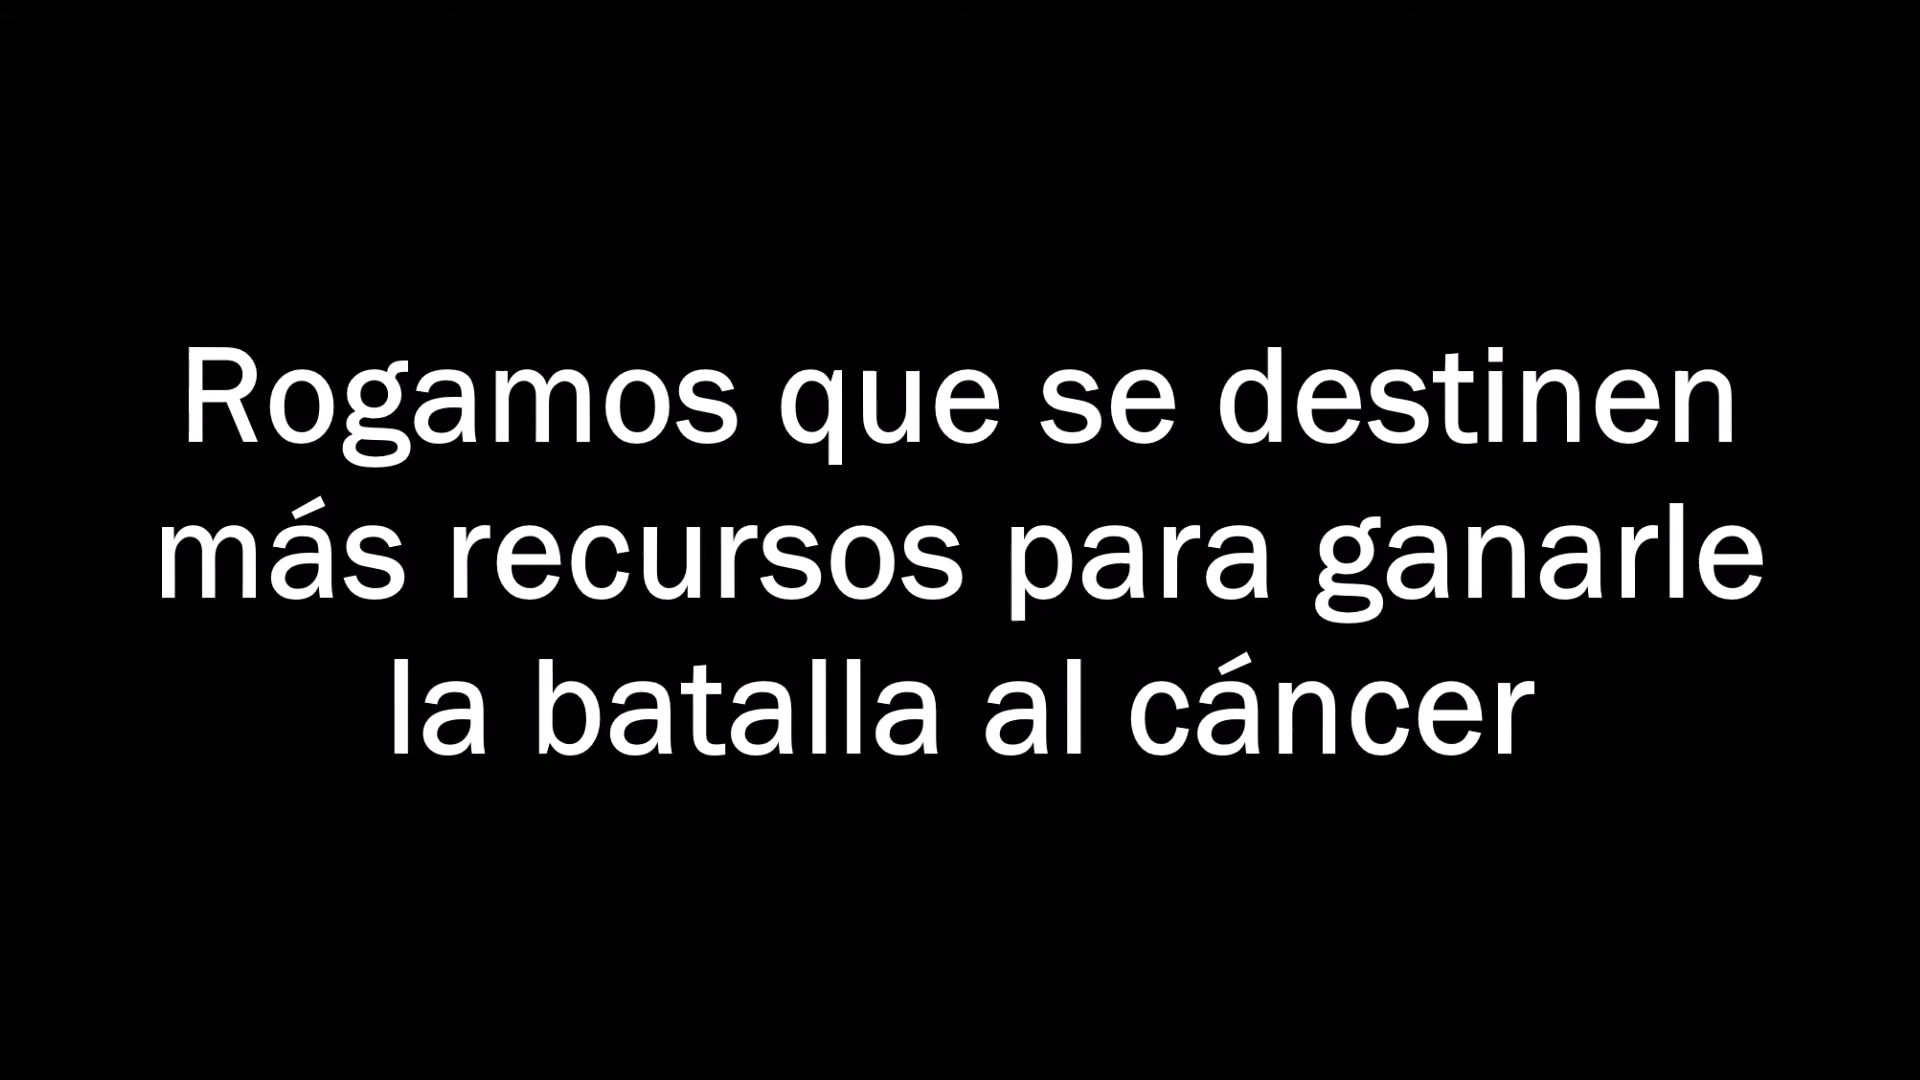 Rogamos que se destinen
más recursos para ganarle
la batalla al cáncer